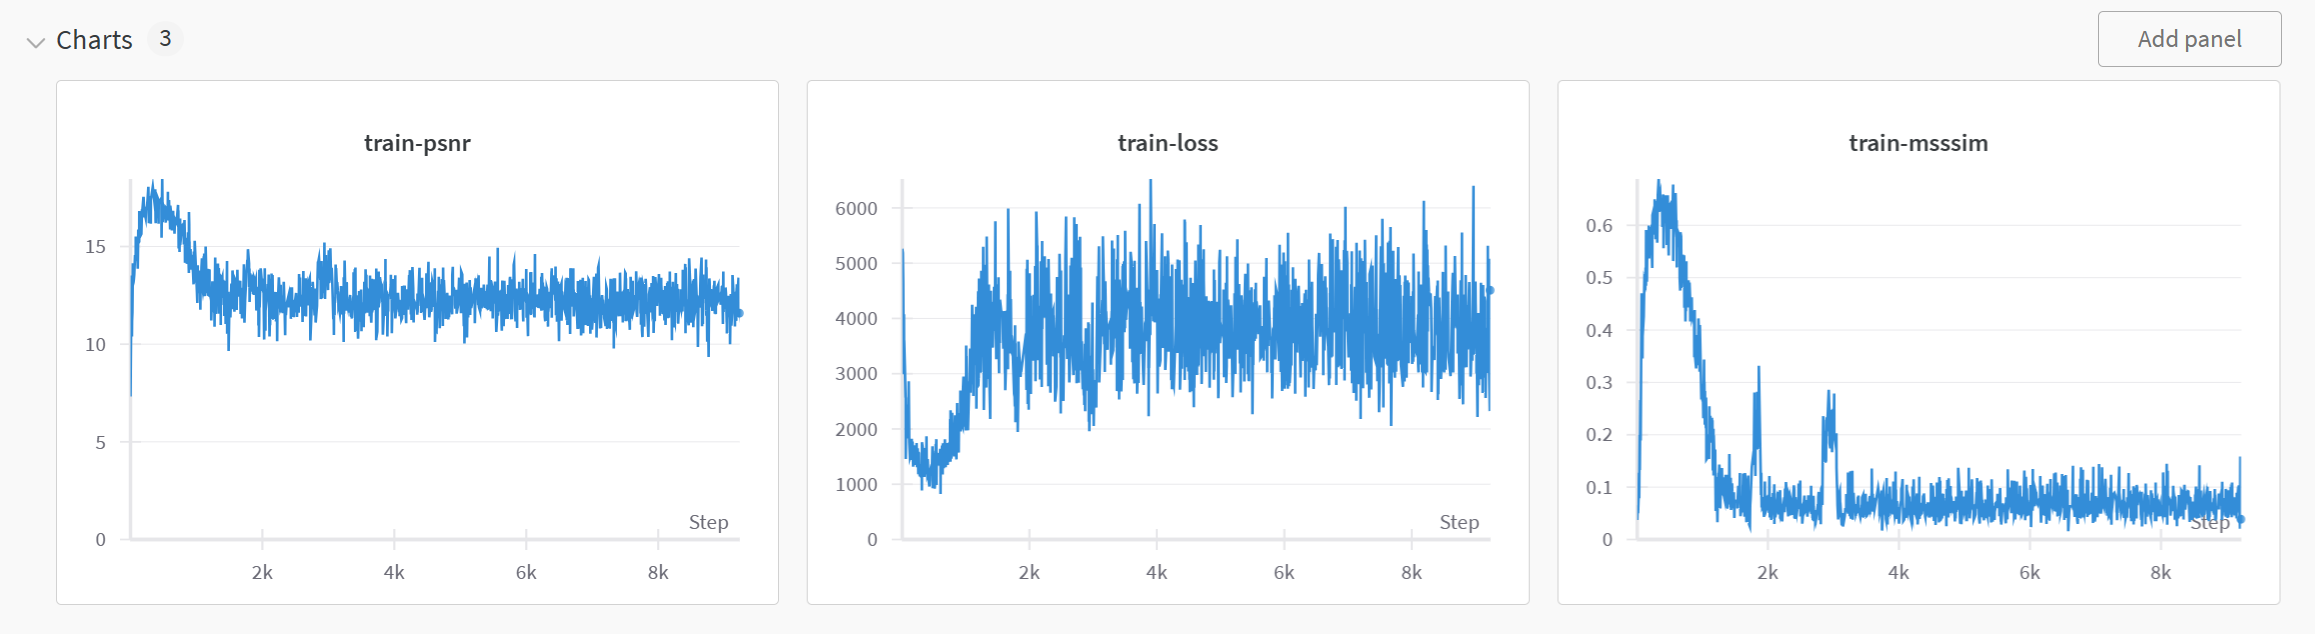 Charts 3
Add panel
train-psnr
15
10
5
0
2k 4k 6k 8k
Step
train-loss
6000
5000
4000
3000
2000
1000
0
2k 4k 6k 8k
Step
train-msssim
0.6
0.5
0.4
0.3
0.2
0.1
0
2k 4k 6k 8k
Step